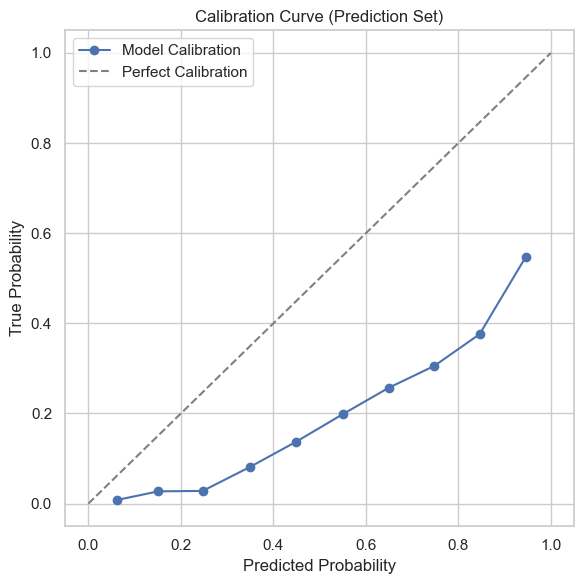 Calibration Curve (Prediction Set)
Model Calibration
Perfect Calibration
True Probability
1.0
0.8
0.6
0.4
0.2
0.0
0.0 0.2 0.4 0.6 0.8 1.0
Predicted Probability